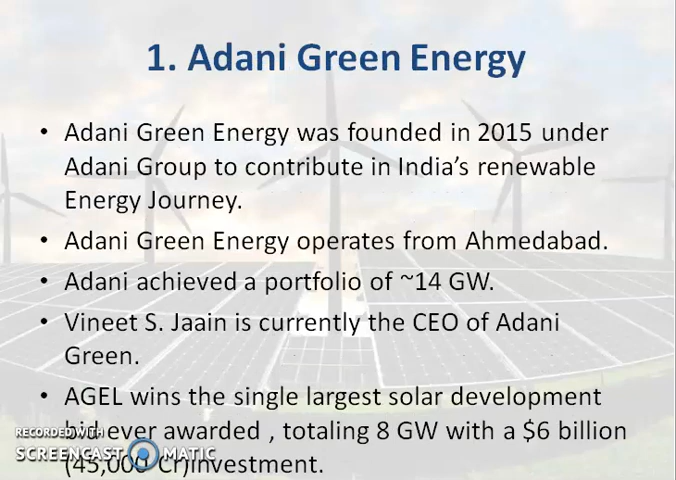 1. Adani Green Energy
• Adani Green Energy was founded in 2015 under
Adani Group to contribute in India's renewable
Energy Journey.
• Adani Green Energy operates from Ahmedabad.
• Adani achieved a portfolio of ~14 GW.
• Vineet S. Jaain is currently the CEO of Adani
Green.
• AGEL wins the single largest solar development
bid ever awarded , totaling 8 GW with a $6 billion
(45,000 Cr)investment.
RECORDED WITH
SCREENCAST MATIC